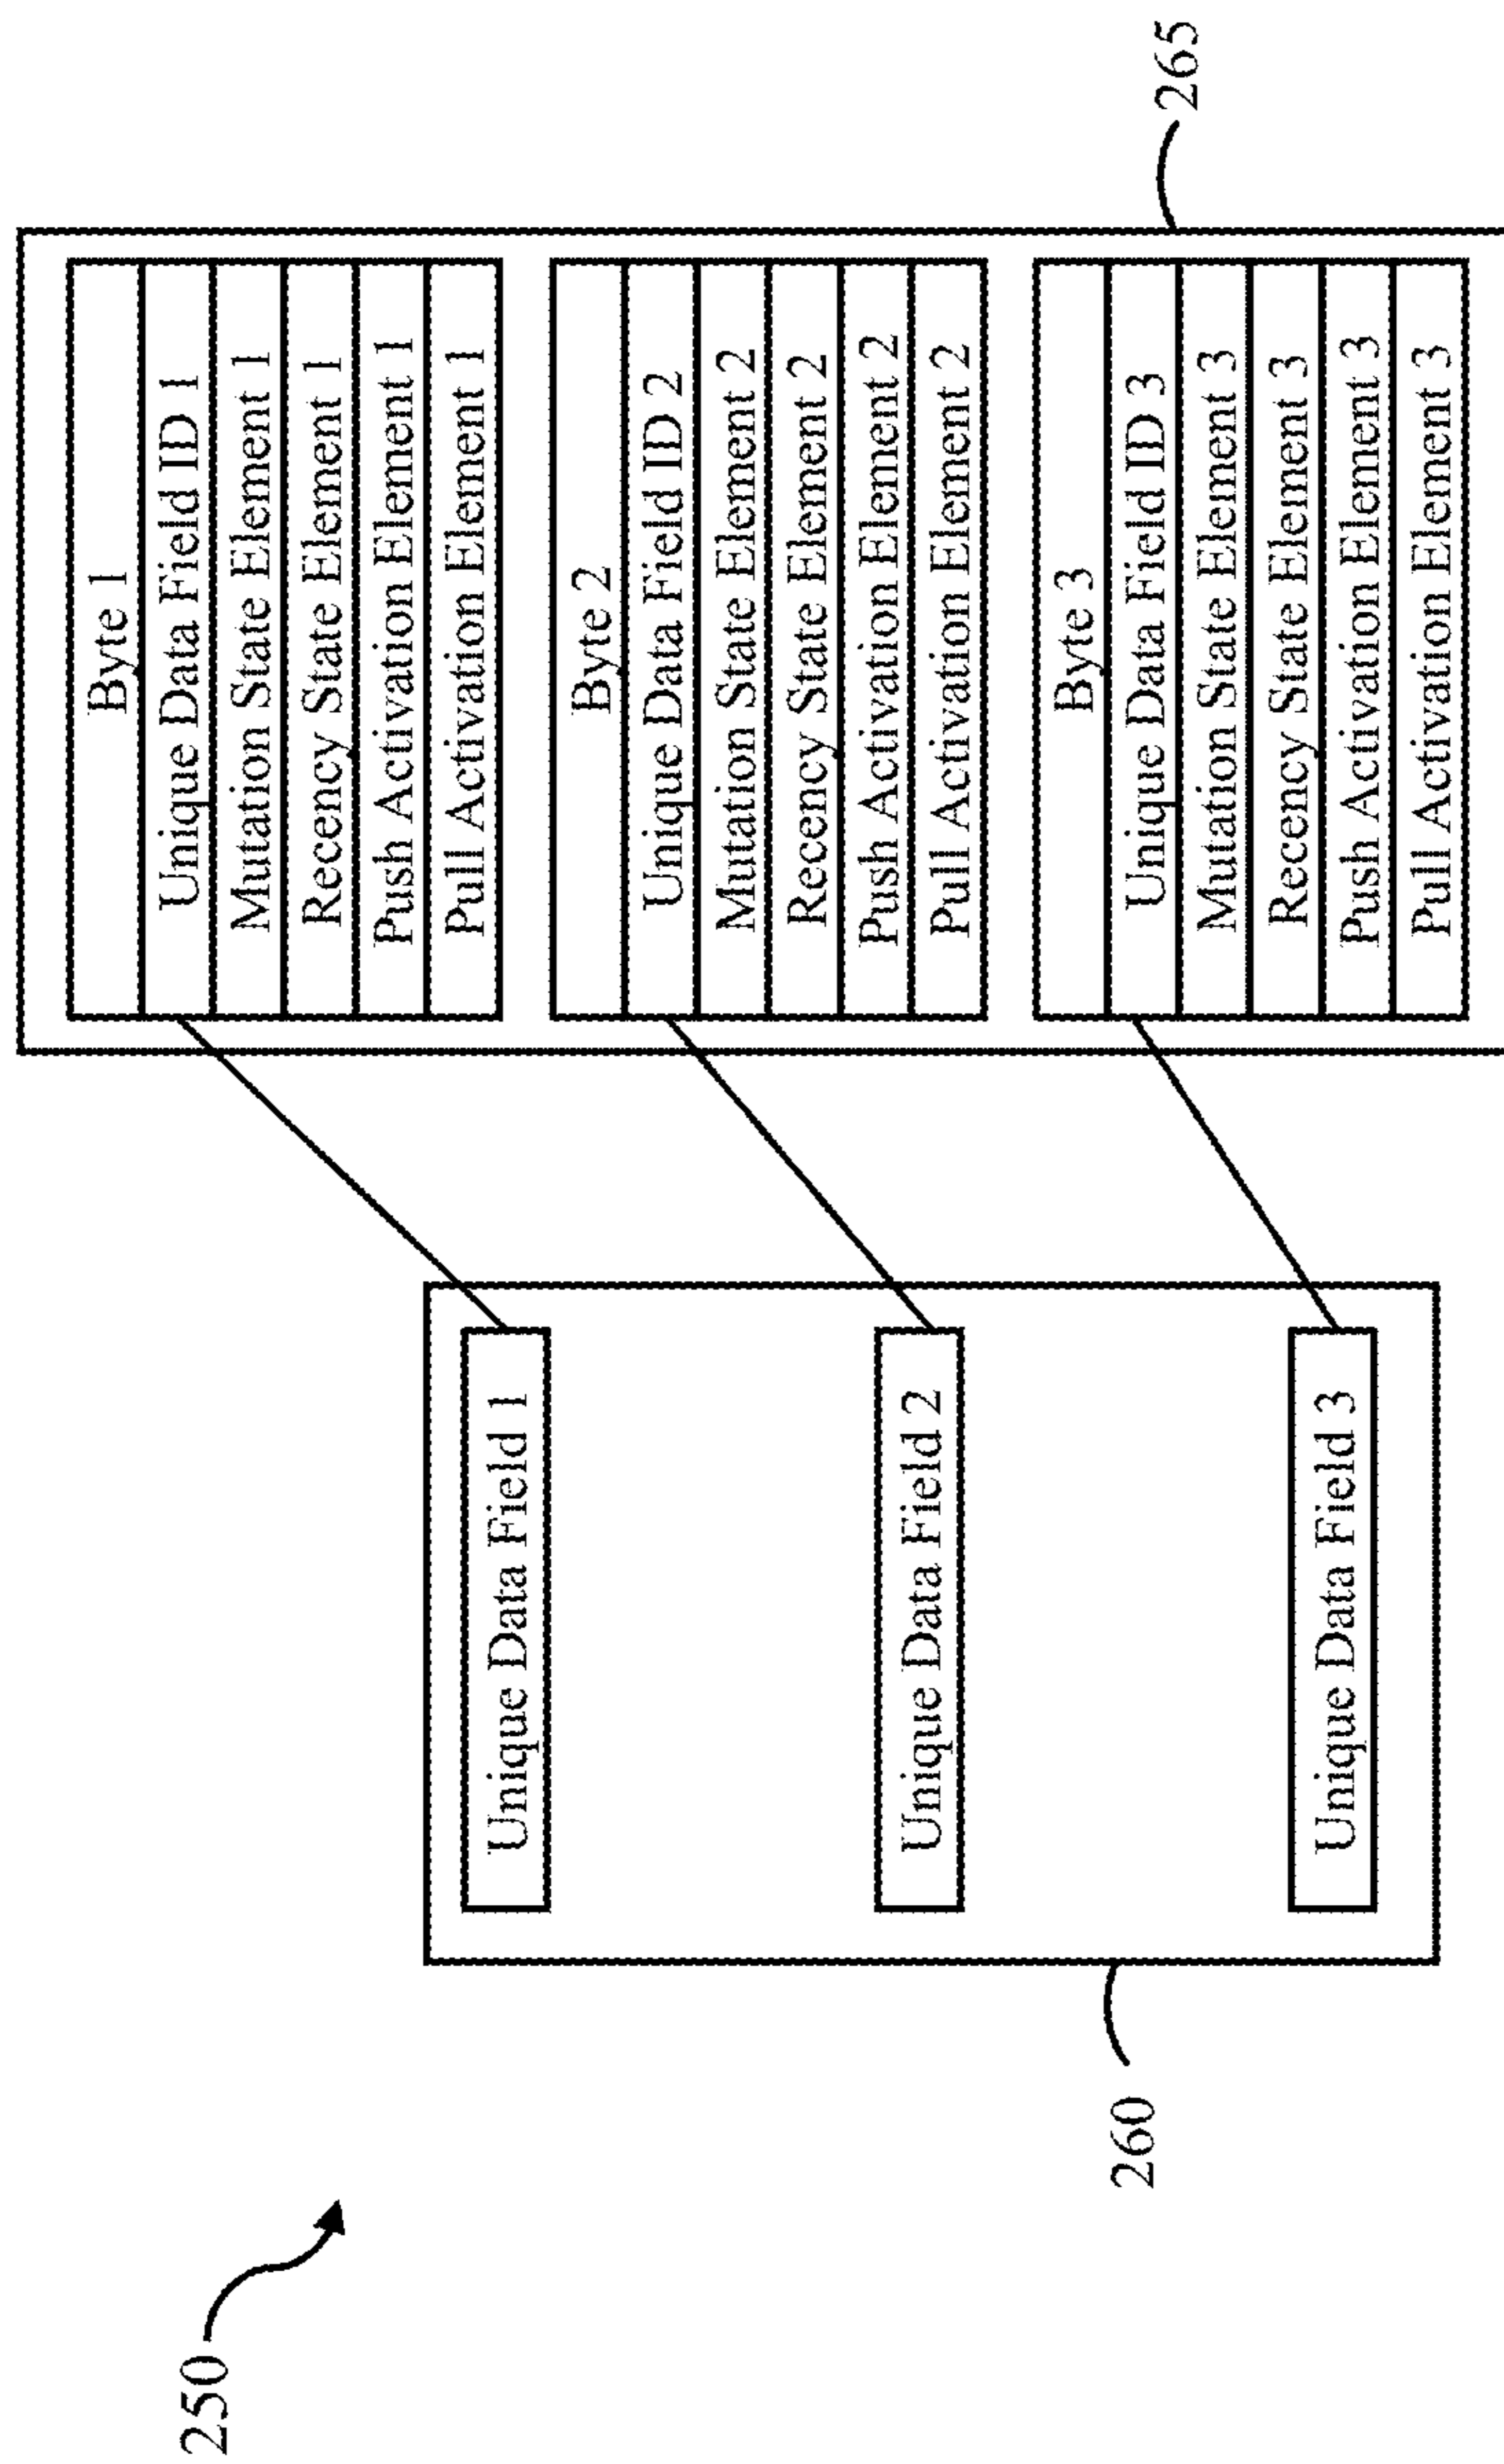 250
260
Unique Data Field 1
Unique Data Field 2
Unique Data Field 3
265
Byte 1
Unique Data Field ID 1
Mutation State Element 1
Recency State Element 1
Push Activation Element 1
Pull Activation Element 1
Byte 2
Unique Data Field ID 2
Mutation State Element 2
Recency State Element 2
Push Activation Element 2
Pull Activation Element 2
Byte 3
Unique Data Field ID 3
Mutation State Element 3
Recency State Element 3
Push Activation Element 3
Pull Activation Element 3